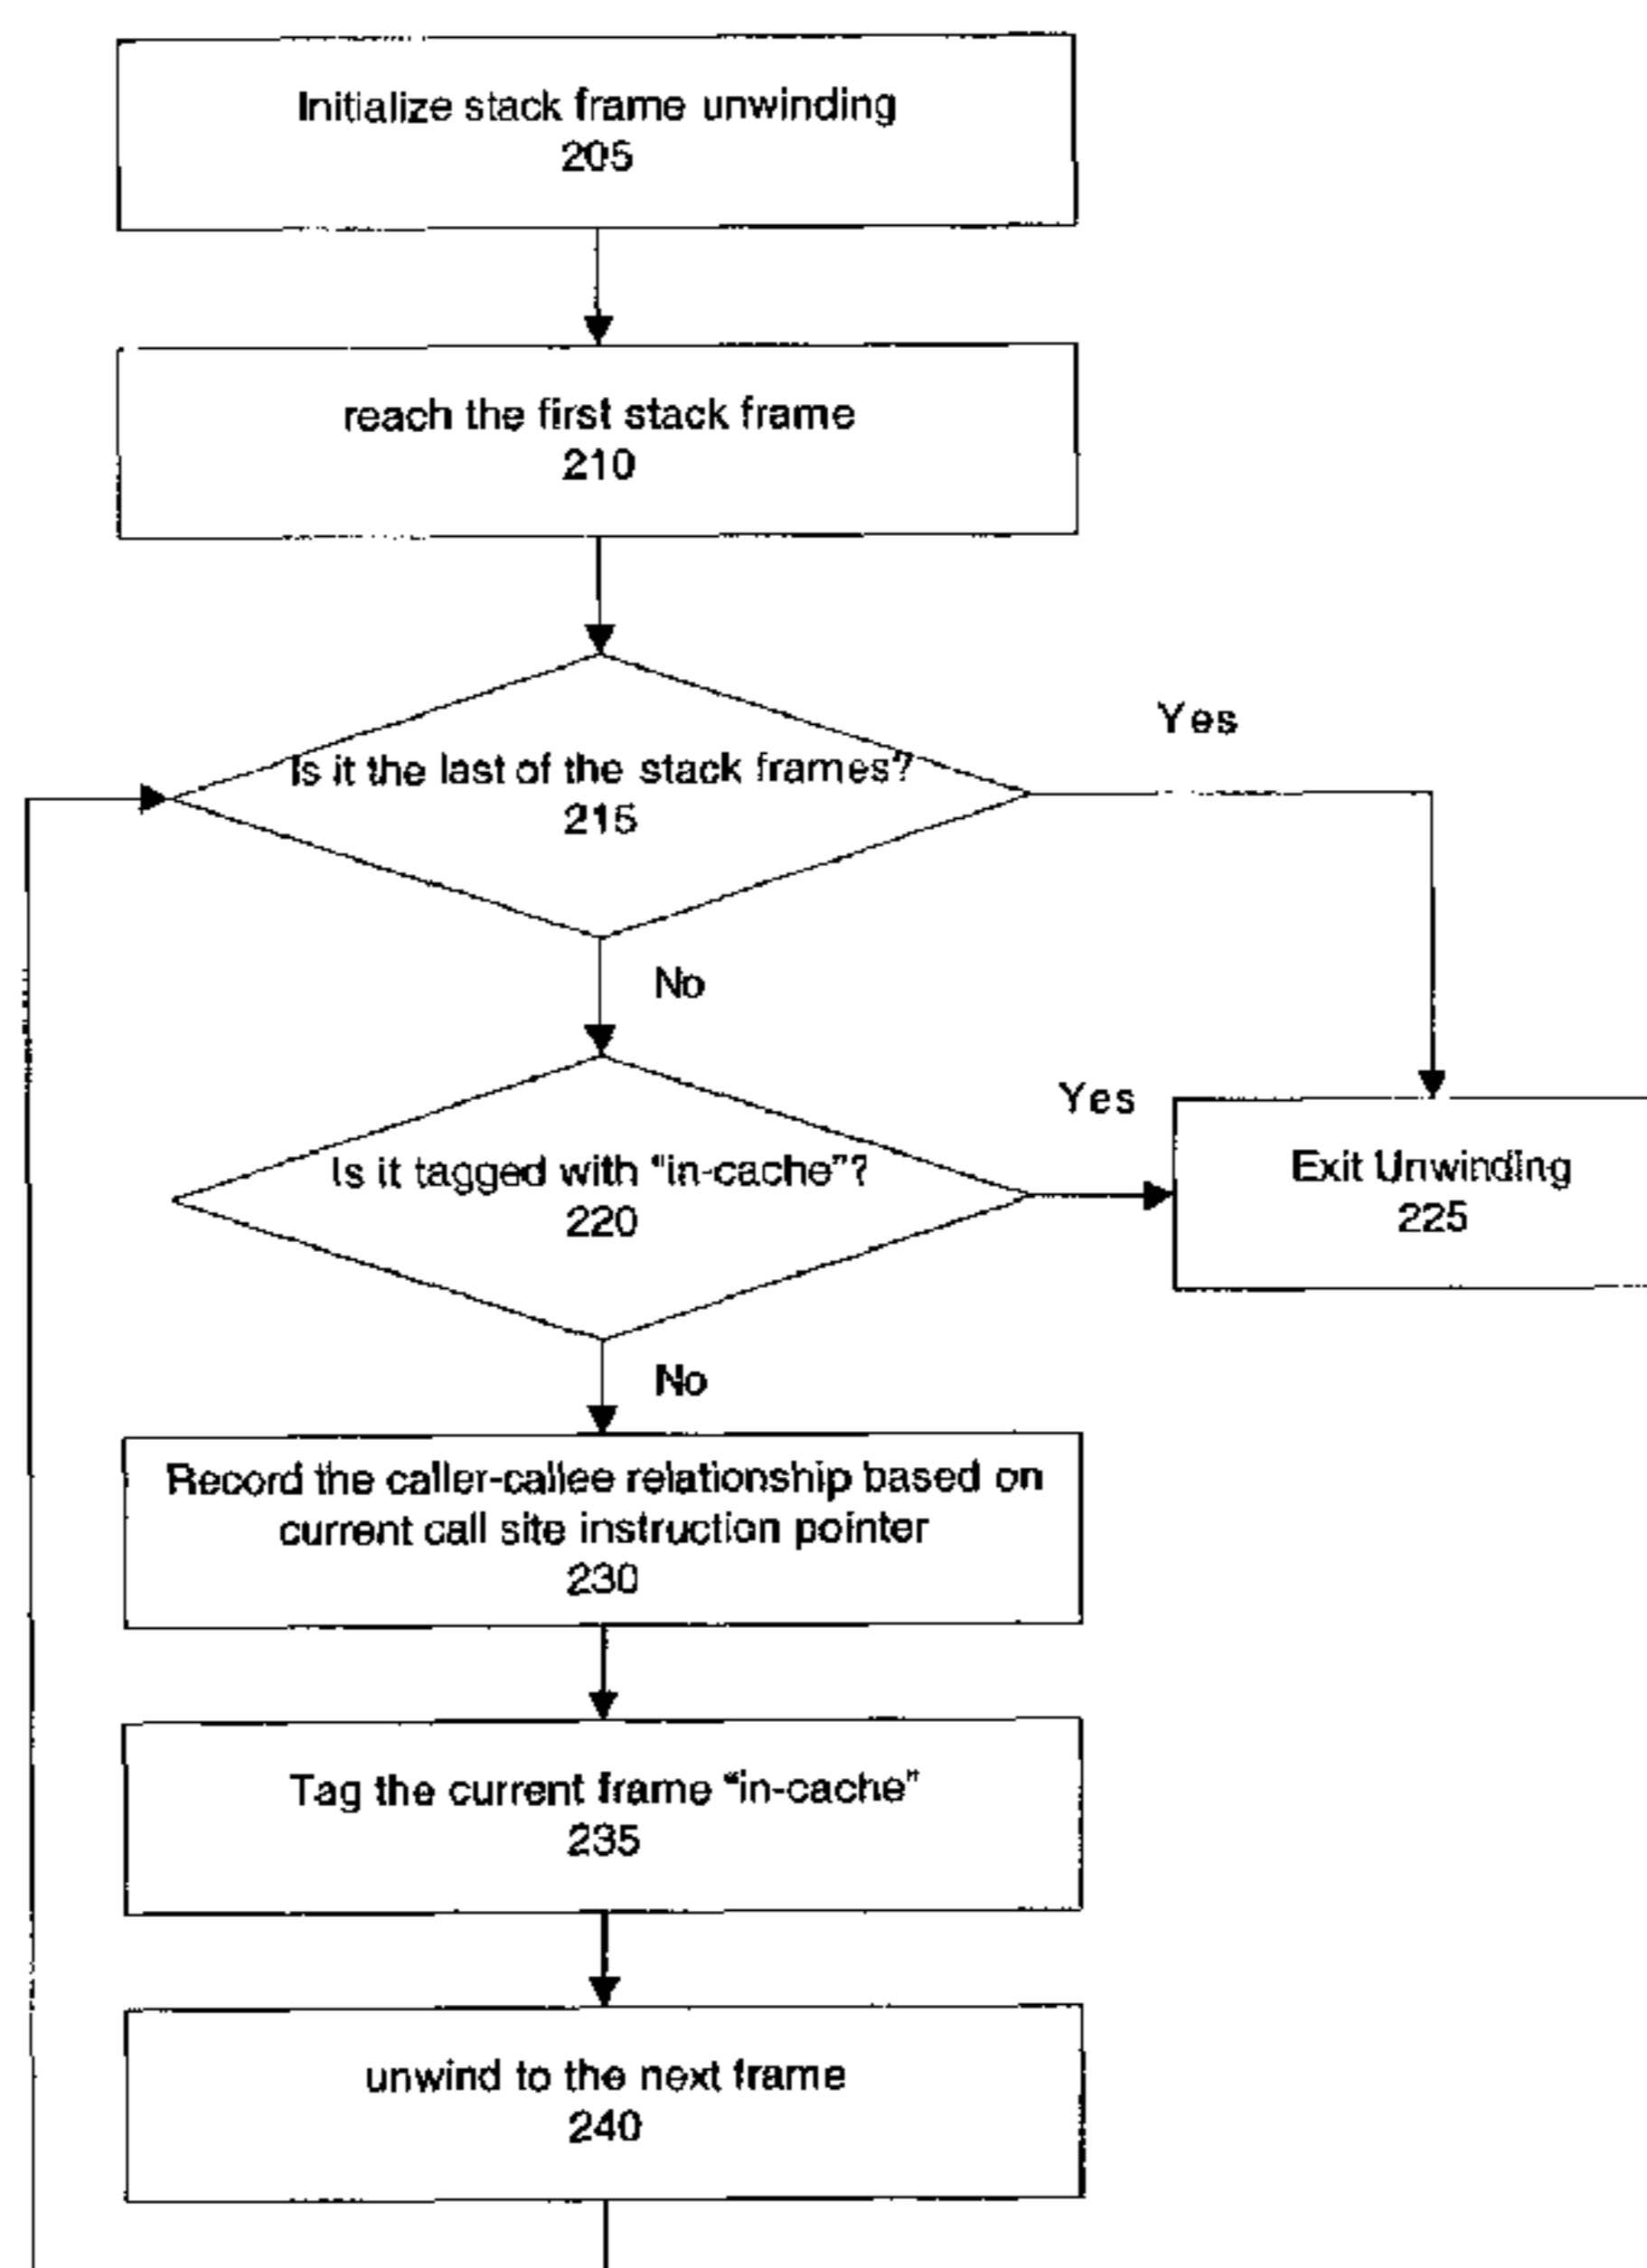 Initialize stack frame unwinding
205
reach the first stack frame
210
Is it the last of the stack frames?
215
Yes
No
Is it tagged with "in-cache"?
220
Yes
Exit Unwinding
225
No
Record the caller-callee relationship based on
current call site instruction pointer
230
Tag the current frame "in-cache"
235
unwind to the next frame
240